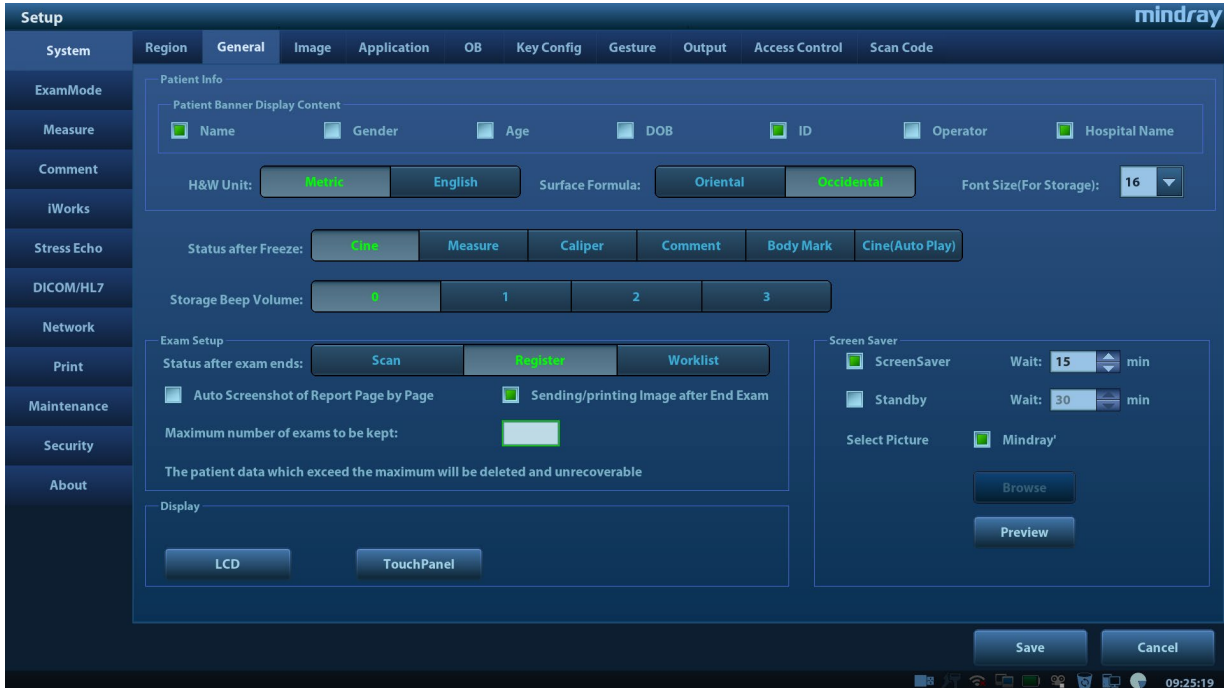 Setup mindray
System Region General Image Application OB Key Config Gesture Output Access Control Scan Code
ExamMode
Measure
Comment
iWorks
Stress Echo
DICOM/HL7
Network
Print
Maintenance
Security
About
Patient Info
Patient Banner Display Content
Name Gender Age DOB ID Operator Hospital Name
H&W Unit: Metric English Surface Formula: Oriental Occidental Font Size(For Storage): 16
Status after Freeze: Cine Measure Caliper Comment Body Mark Cine(Auto Play)
Storage Beep Volume: 0 1 2 3
Exam Setup
Status after exam ends: Scan Register Worklist
Auto Screenshot of Report Page by Page Sending/printing Image after End Exam
Maximum number of exams to be kept:
The patient data which exceed the maximum will be deleted and unrecoverable
Screen Saver
ScreenSaver Wait: 15 min
Standby Wait: 30 min
Select Picture Mindray'
Browse
Preview
Display
LCD TouchPanel
Save Cancel
09:25:19